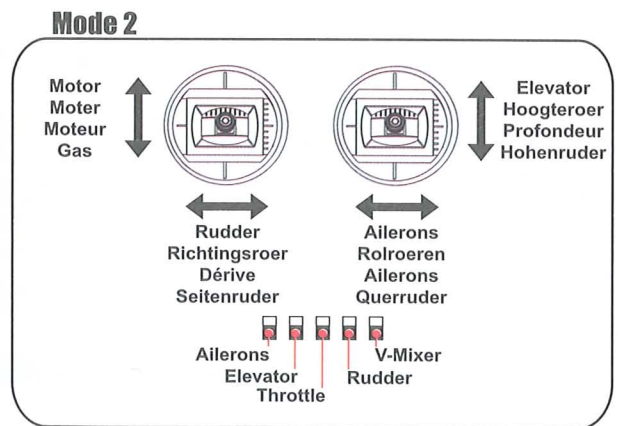 Mode 2
Motor
Moter
Moteur
Gas
Elevator
Hoogteroer
Profondeur
Hohenruder
Rudder
Richtingsroer
Dérive
Seitenruder
Ailerons
Rolroeren
Ailerons
Querruder
Ailerons
V-Mixer
Elevator
Rudder
Throttle